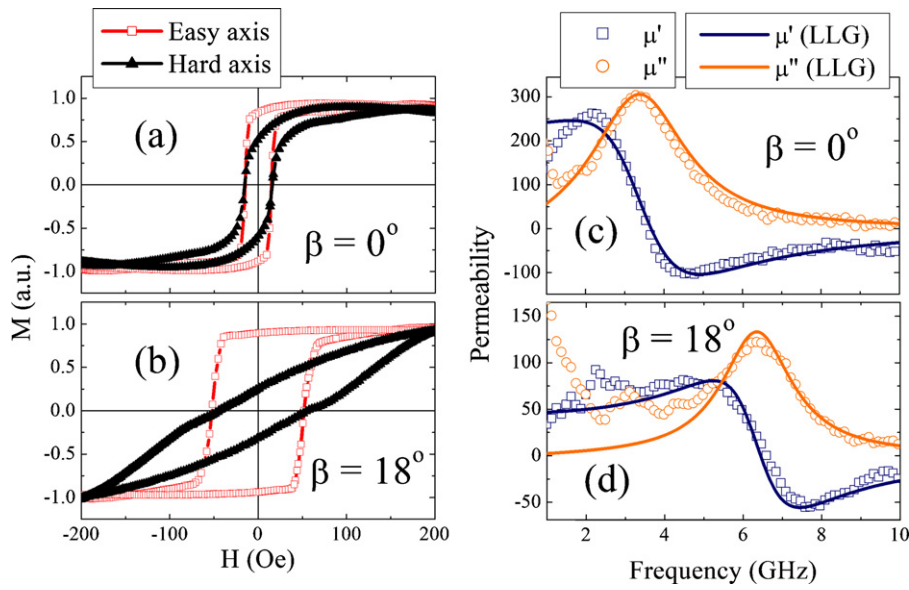 Easy axis
Hard axis
M (a.u.)
1.0
0.5
0.0
-0.5
-1.0
(a)
β = 0°
1.0
0.5
0.0
-0.5
-1.0
(b)
β = 18°
-200 -100 0 100 200
H (Oe)
μ' μ' (LLG)
μ'' μ'' (LLG)
Permeability
300
200
100
0
-100
β = 0°
(c)
150
100
50
0
-50
β = 18°
(d)
2 4 6 8 10
Frequency (GHz)